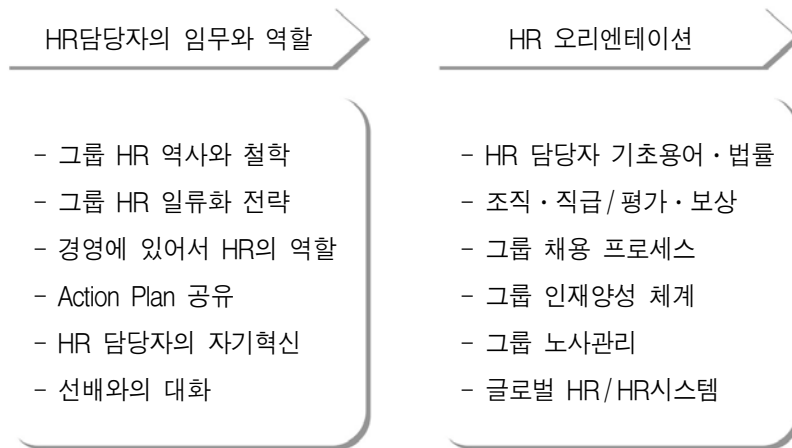 HR담당자의 임무와 역할
- 그룹 HR 역사와 철학
- 그룹 HR 일류화 전략
- 경영에 있어서 HR의 역할
- Action Plan 공유
- HR 담당자의 자기혁신
- 선배와의 대화
HR 오리엔테이션
- HR 담당자 기초용어·법률
- 조직·직급/평가·보상
- 그룹 채용 프로세스
- 그룹 인재양성 체계
- 그룹 노사관리
- 글로벌 HR/HR시스템